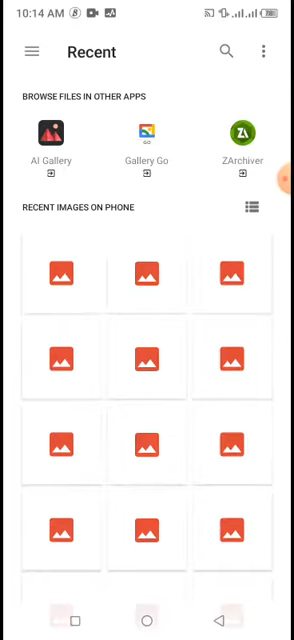 10:14 AM
Recent
BROWSE FILES IN OTHER APPS
AI Gallery
Gallery Go
ZArchiver
RECENT IMAGES ON PHONE